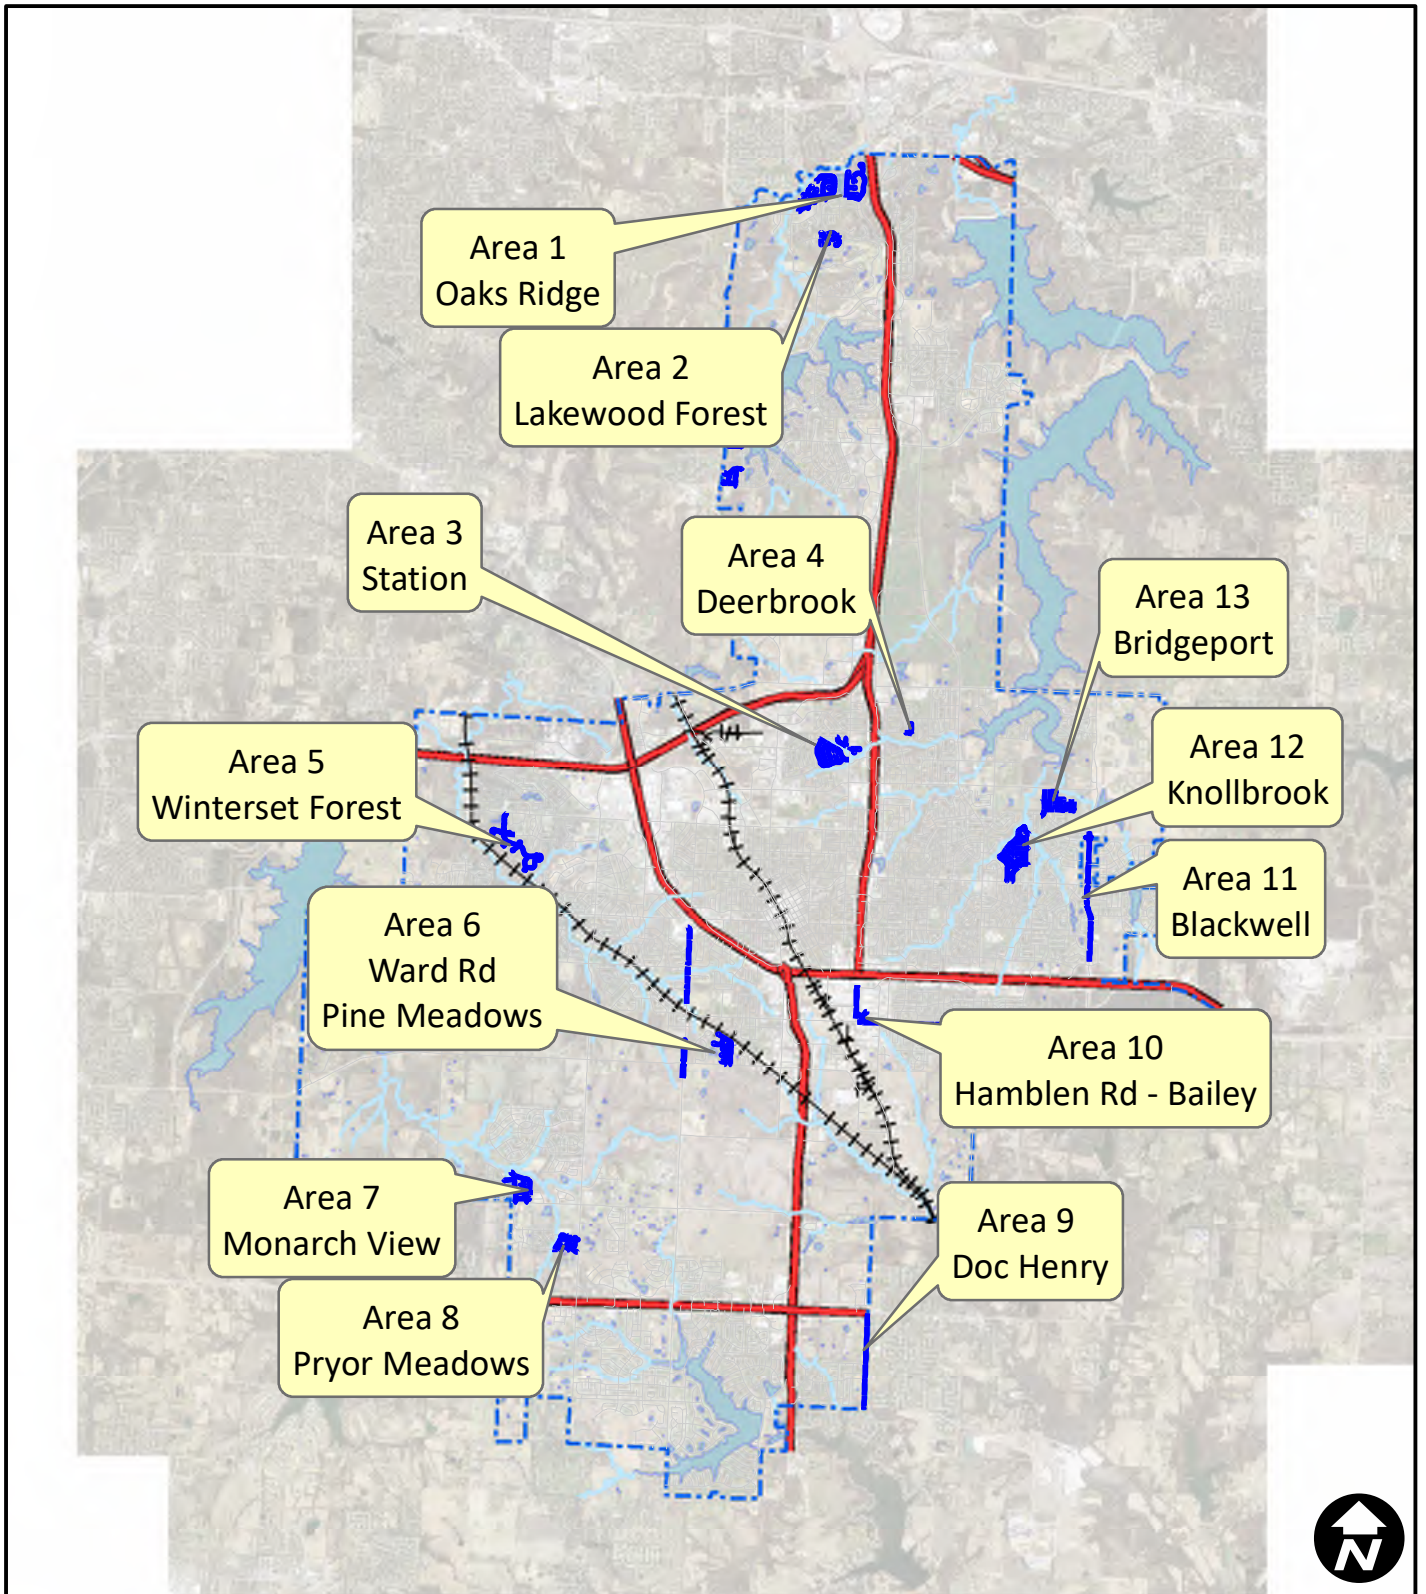 Area 1
Oaks Ridge
Area 2
Lakewood Forest
Area 3
Station
Area 4
Deerbrook
Area 13
Bridgeport
Area 5
Winterset Forest
Area 12
Knollbrook
Area 11
Blackwell
Area 6
Ward Rd
Pine Meadows
Area 10
Hamblen Rd - Bailey
Area 7
Monarch View
Area 9
Doc Henry
Area 8
Pryor Meadows
N